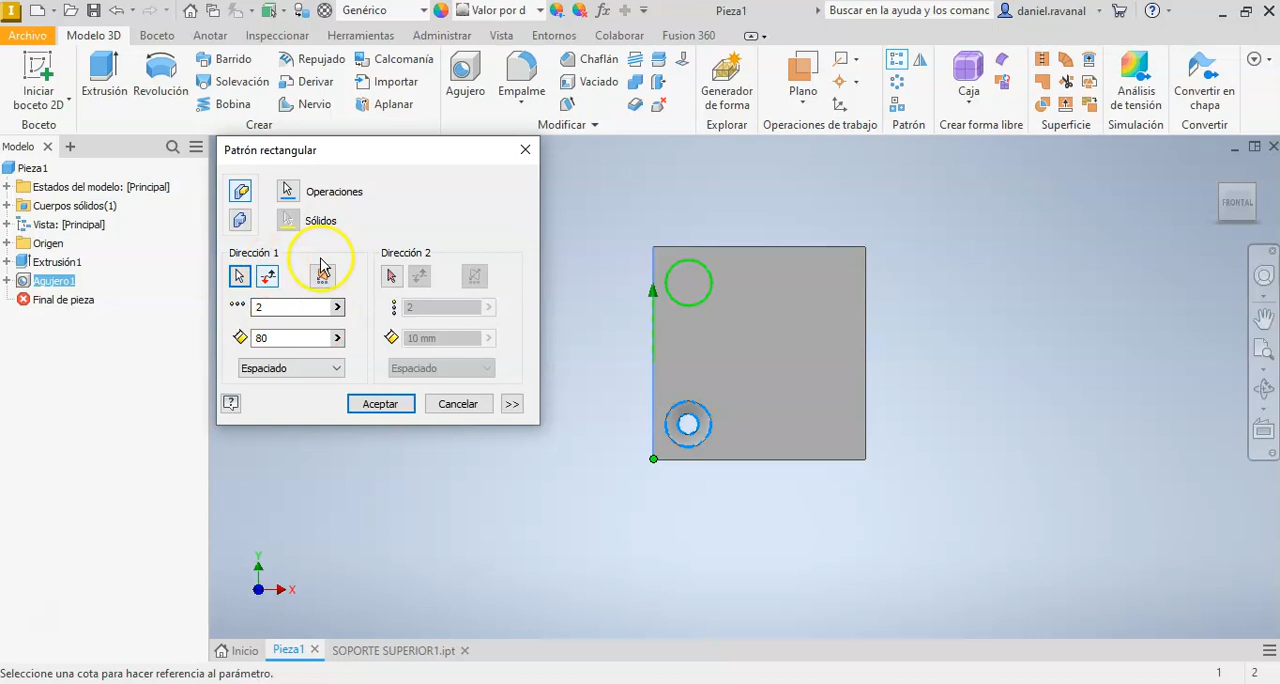 Genérico
Valor por d
Pieza1
Buscar en la ayuda y los comanc
daniel.ravanal
Archivo
Modelo 3D
Boceto
Anotar
Inspeccionar
Herramientas
Administrar
Vista
Entornos
Colaborar
Fusion 360
Iniciar
boceto 2D
Extrusión
Revolución
Barrido
Solevación
Bobina
Repujado
Derivar
Nervio
Calcomanía
Importar
Aplanar
Agujero
Empalme
Chaflán
Vaciado
Generador
de forma
Plano
Caja
Análisis
de tensión
Convertir en
chapa
Boceto
Crear
Modificar
Explorar
Operaciones de trabajo
Patrón
Crear forma libre
Superficie
Simulación
Convertir
Modelo
Pieza1
Estados del modelo: [Principal]
Cuerpos sólidos(1)
Vista: [Principal]
Origen
Extrusión1
Agujero1
Final de pieza
Patrón rectangular
Operaciones
Sólidos
Dirección 1
Dirección 2
2
2
80
10 mm
Espaciado
Espaciado
Aceptar
Cancelar
>>
FRONTAL
Y
X
Inicio
Pieza1
SOPORTE SUPERIOR1.ipt
Seleccione una cota para hacer referencia al parámetro.
1
2